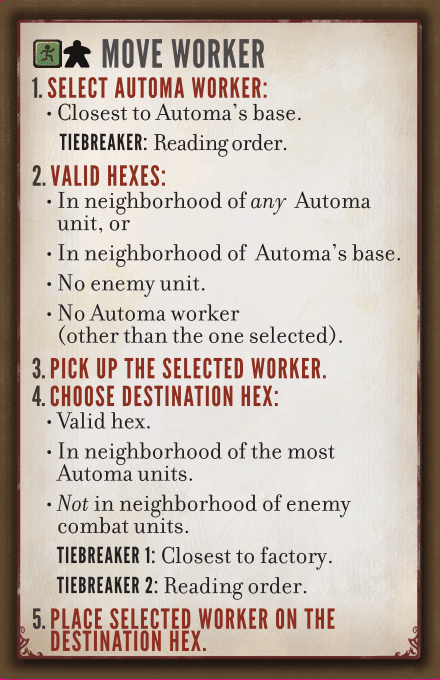 MOVE WORKER
1. SELECT AUTOMA WORKER:
• Closest to Automa's base.
TIEBREAKER: Reading order.
2. VALID HEXES:
• In neighborhood of any Automa
unit, or
• In neighborhood of Automa's base.
• No enemy unit.
• No Automa worker
(other than the one selected).
3. PICK UP THE SELECTED WORKER.
4. CHOOSE DESTINATION HEX:
• Valid hex.
• In neighborhood of the most
Automa units.
• Not in neighborhood of enemy
combat units.
TIEBREAKER 1: Closest to factory.
TIEBREAKER 2: Reading order.
5. PLACE SELECTED WORKER ON THE
DESTINATION HEX.